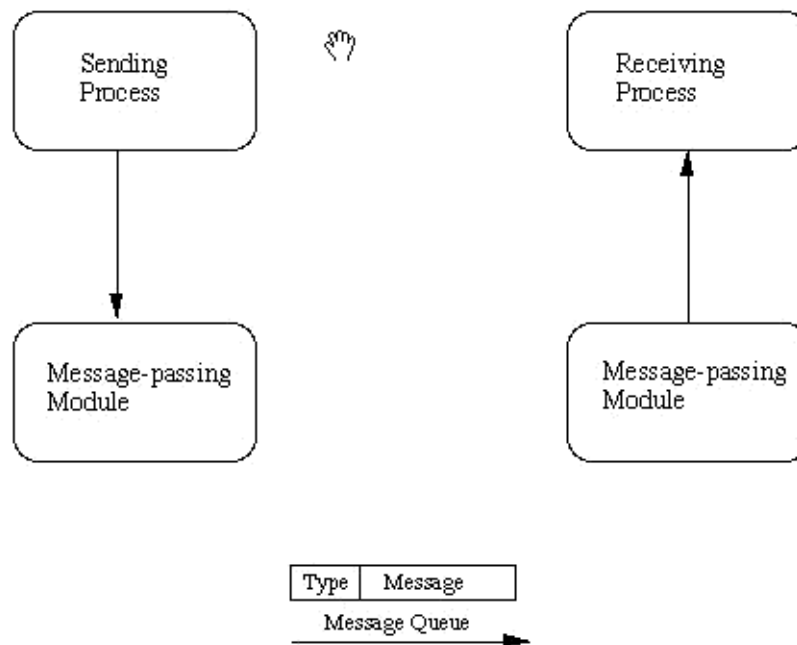 Sending
Process
Receiving
Process
Message-passing
Module
Message-passing
Module
Type Message
Message Queue